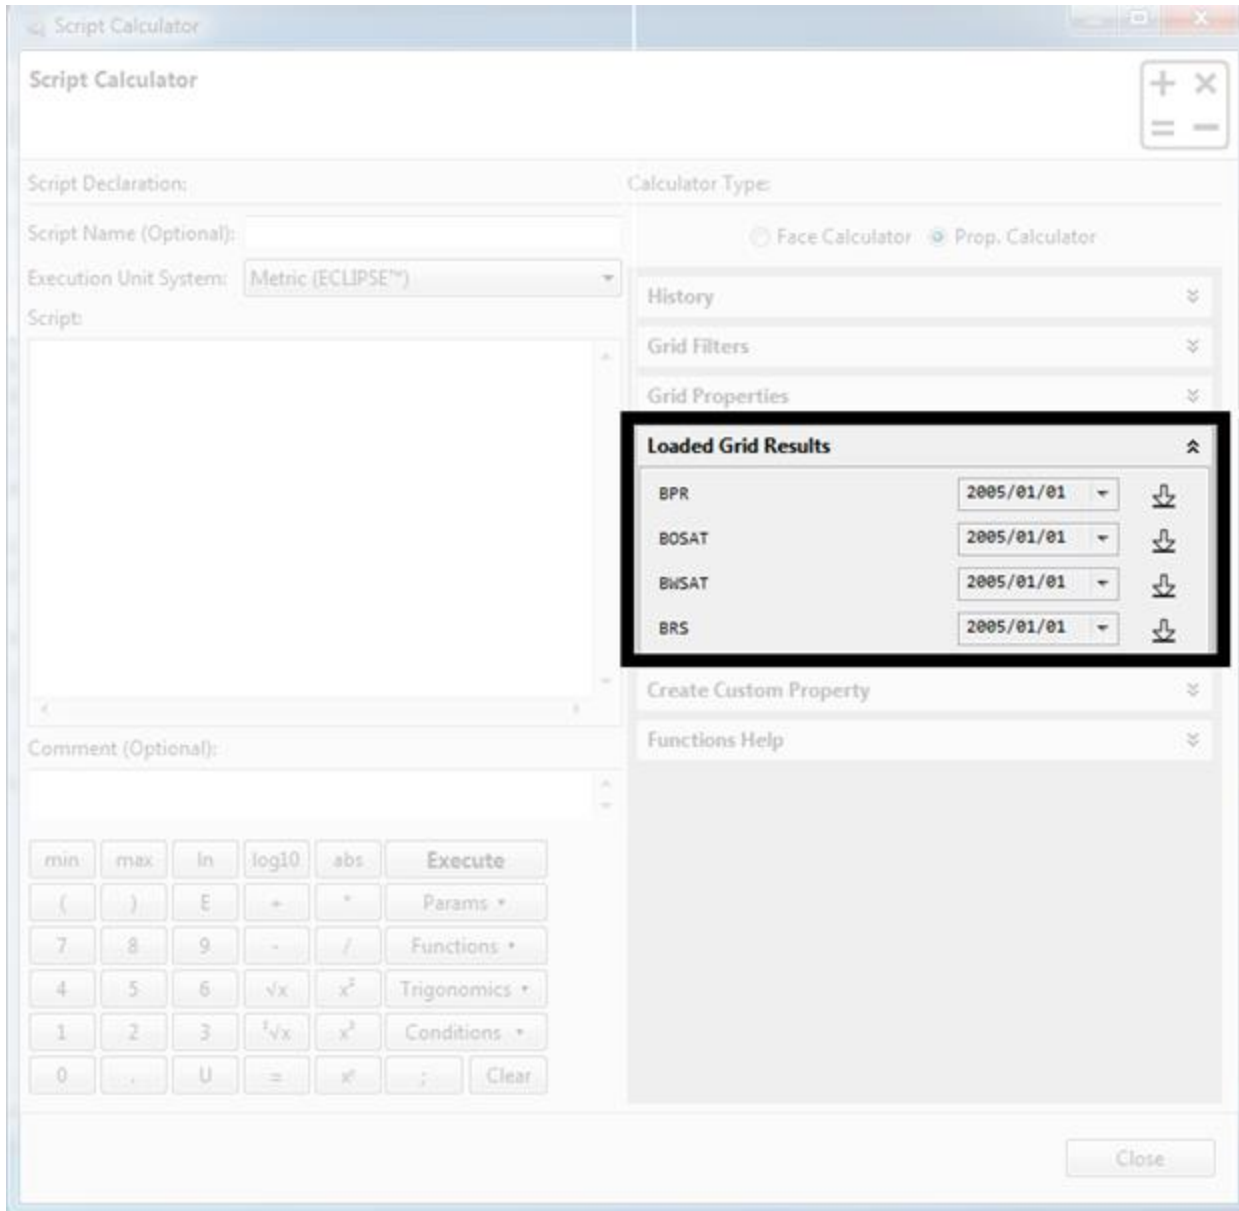 Script Calculator
Script Calculator
Script Declaration:
Calculator Type:
Script Name (Optional):
Face Calculator Prop. Calculator
Execution Unit System: Metric (ECLIPSE™)
Script:
History
Grid Filters
Grid Properties
Loaded Grid Results
BPR 2005/01/01
BOSAT 2005/01/01
BWSAT 2005/01/01
BRS 2005/01/01
Create Custom Property
Functions Help
Comment (Optional):
min max ln log10 abs Execute
( ) E + * Params
7 8 9 - / Functions
4 5 6 √x x² Trigonomics
1 2 3 √x x³ Conditions
0 . U = ; Clear
Close